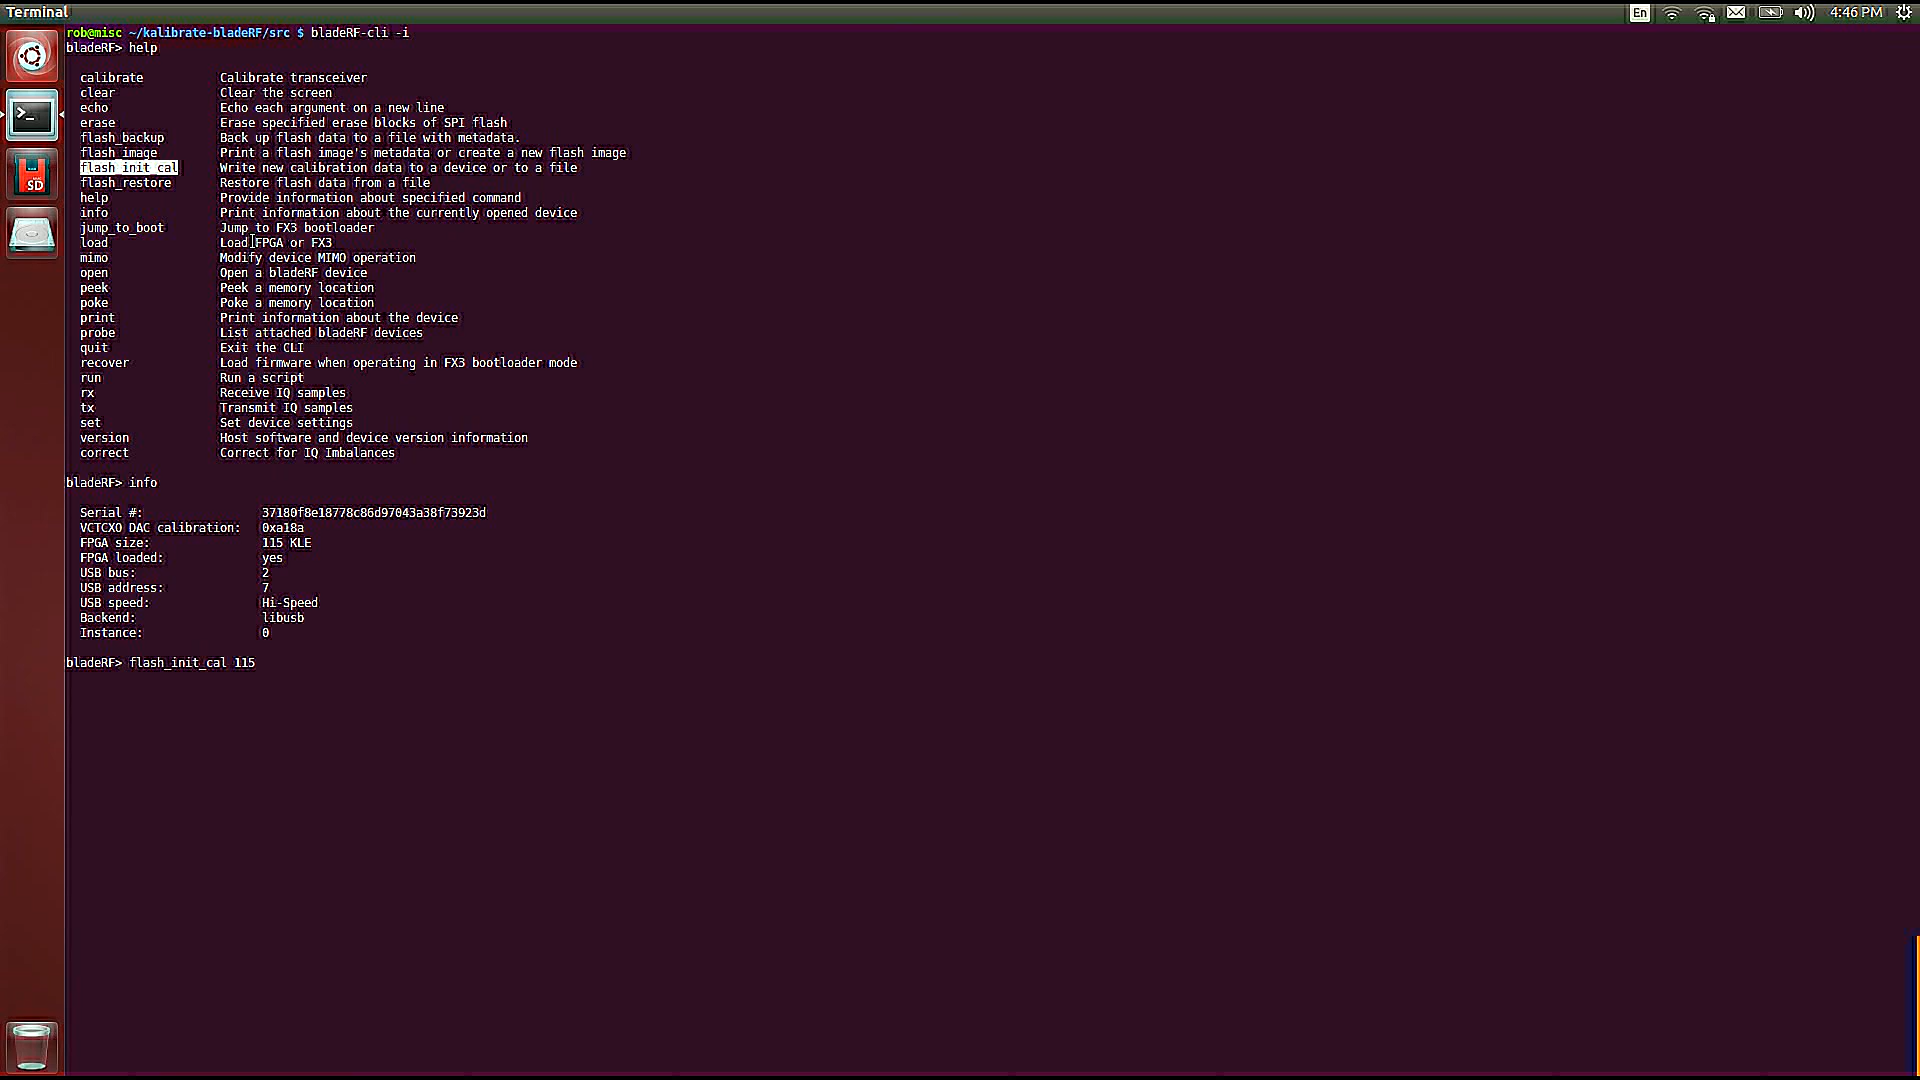 Terminal
En
4:46 PM
rob@misc ~/kalibrate-bladeRF/src $ bladeRF-cli -i
bladeRF> help
calibrate Calibrate transceiver
clear Clear the screen
echo Echo each argument on a new line
erase Erase specified erase blocks of SPI flash
flash_backup Back up flash data to a file with metadata.
flash_image Print a flash image's metadata or create a new flash image
flash_init_cal Write new calibration data to a device or to a file
flash_restore Restore flash data from a file
help Provide information about specified command
info Print information about the currently opened device
jump_to_boot Jump to FX3 bootloader
load Load FPGA or FX3
mimo Modify device MIMO operation
open Open a bladeRF device
peek Peek a memory location
poke Poke a memory location
print Print information about the device
probe List attached bladeRF devices
quit Exit the CLI
recover Load firmware when operating in FX3 bootloader mode
run Run a script
rx Receive IQ samples
tx Transmit IQ samples
set Set device settings
version Host software and device version information
correct Correct for IQ Imbalances
bladeRF> info
Serial #: 37180f8e18778c86d97043a38f73923d
VCTCXO DAC calibration: 0xa18a
FPGA size: 115 KLE
FPGA loaded: yes
USB bus: 2
USB address: 7
USB speed: Hi-Speed
Backend: libusb
Instance: 0
bladeRF> flash_init_cal 115
>_
SD